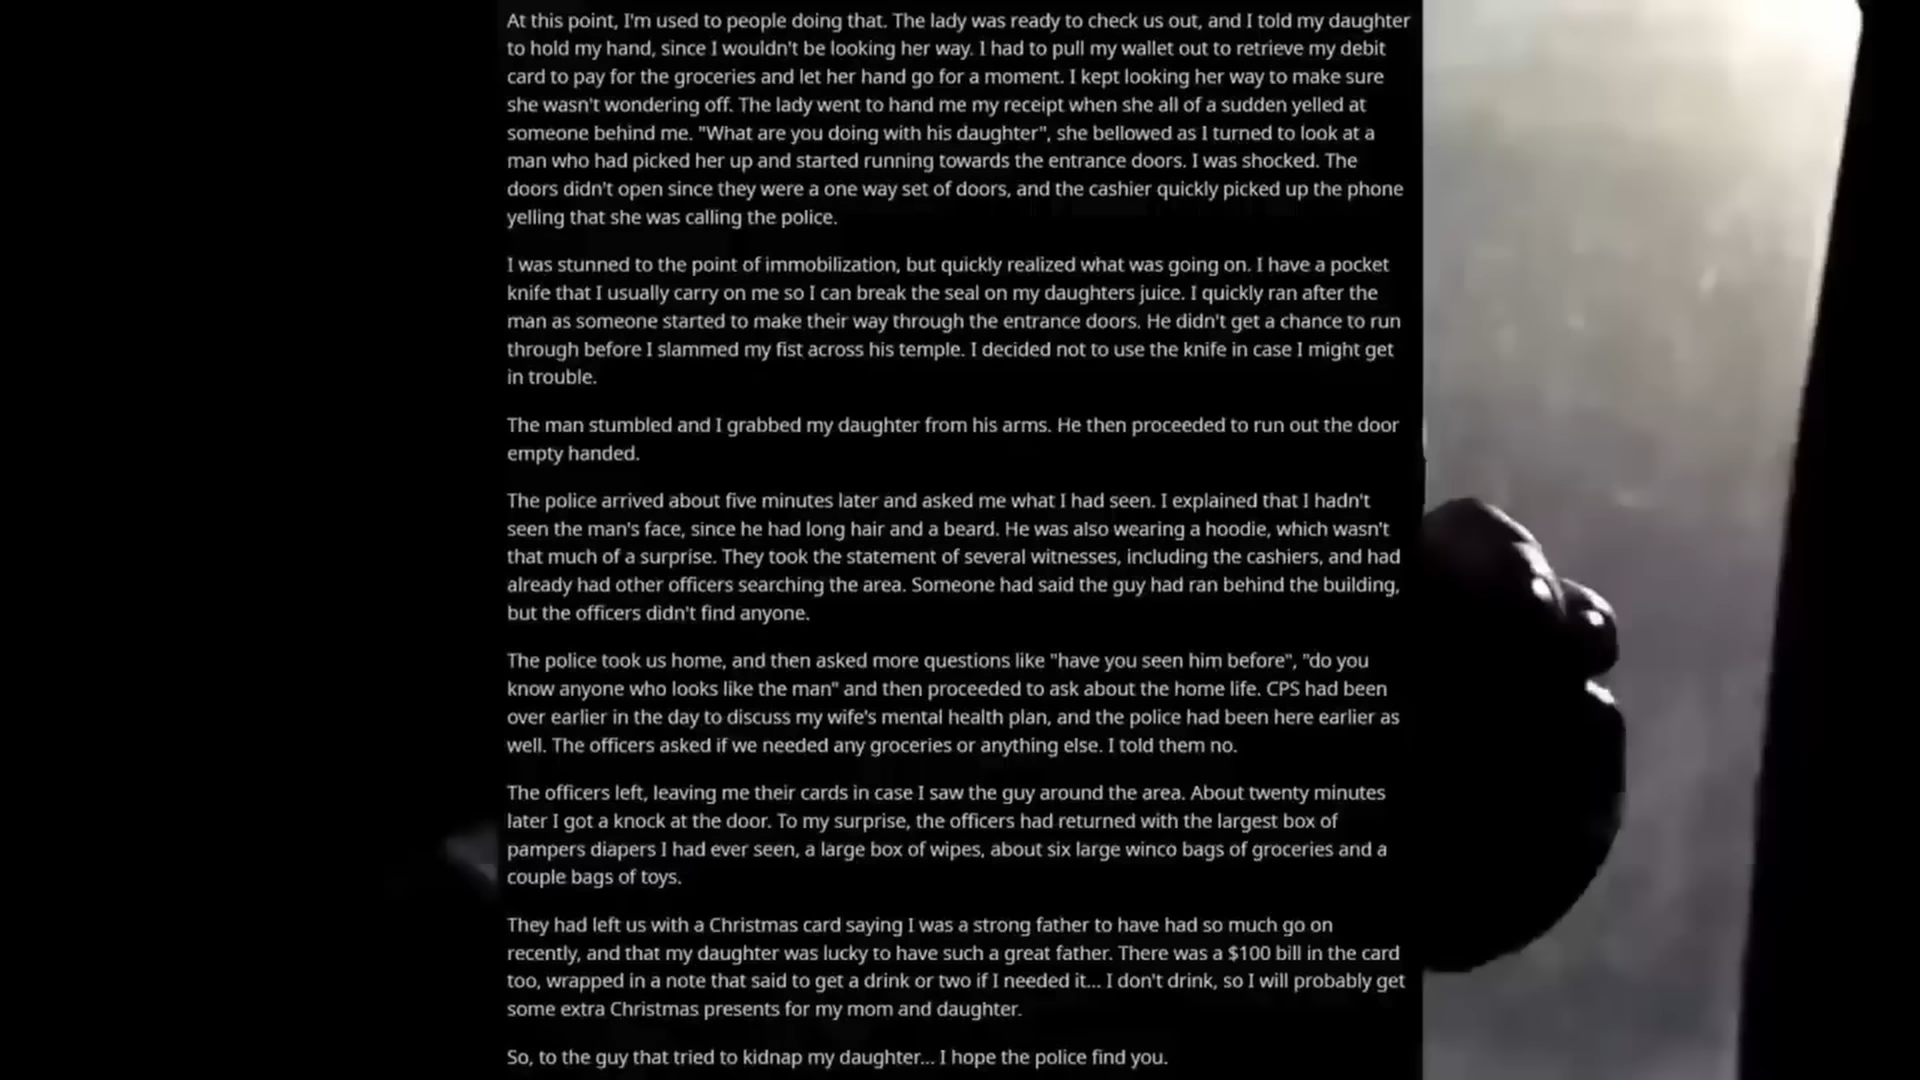 At this point, I'm used to people doing that. The lady was ready to check us out, and I told my daughter
to hold my hand, since I wouldn't be looking her way. I had to pull my wallet out to retrieve my debit
card to pay for the groceries and let her hand go for a moment. I kept looking her way to make sure
she wasn't wondering off. The lady went to hand me my receipt when she all of a sudden yelled at
someone behind me. "What are you doing with his daughter", she bellowed as I turned to look at a
man who had picked her up and started running towards the entrance doors. I was shocked. The
doors didn't open since they were a one way set of doors, and the cashier quickly picked up the phone
yelling that she was calling the police.
I was stunned to the point of immobilization, but quickly realized what was going on. I have a pocket
knife that I usually carry on me so I can break the seal on my daughters juice. I quickly ran after the
man as someone started to make their way through the entrance doors. He didn't get a chance to run
through before I slammed my fist across his temple. I decided not to use the knife in case I might get
in trouble.
The man stumbled and I grabbed my daughter from his arms. He then proceeded to run out the door
empty handed.
The police arrived about five minutes later and asked me what I had seen. I explained that I hadn't
seen the man's face, since he had long hair and a beard. He was also wearing a hoodie, which wasn't
that much of a surprise. They took the statement of several witnesses, including the cashiers, and had
already had other officers searching the area. Someone had said the guy had ran behind the building,
but the officers didn't find anyone.
The police took us home, and then asked more questions like "have you seen him before", "do you
know anyone who looks like the man" and then proceeded to ask about the home life. CPS had been
over earlier in the day to discuss my wife's mental health plan, and the police had been here earlier as
well. The officers asked if we needed any groceries or anything else. I told them no.
The officers left, leaving me their cards in case I saw the guy around the area. About twenty minutes
later I got a knock at the door. To my surprise, the officers had returned with the largest box of
pampers diapers I had ever seen, a large box of wipes, about six large winco bags of groceries and a
couple bags of toys.
They had left us with a Christmas card saying I was a strong father to have had so much go on
recently, and that my daughter was lucky to have such a great father. There was a $100 bill in the card
too, wrapped in a note that said to get a drink or two if I needed it... I don't drink, so I will probably get
some extra Christmas presents for my mom and daughter.
So, to the guy that tried to kidnap my daughter... I hope the police find you.